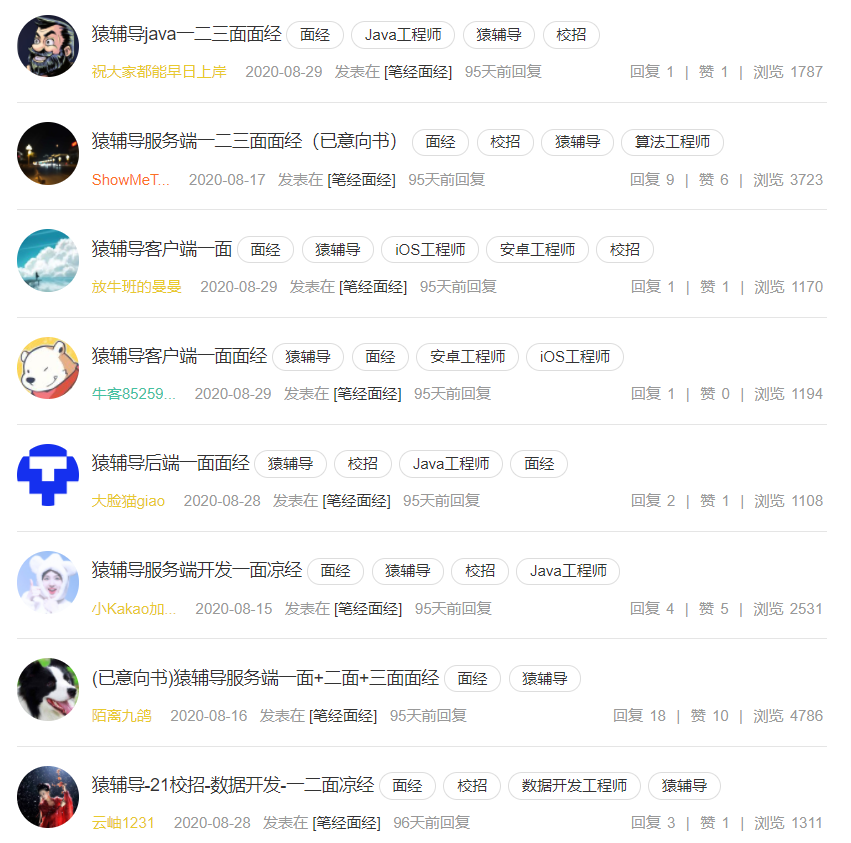 猿辅导java一二三面面经 面经 Java工程师 猿辅导 校招
祝大家都能早日上岸 2020-08-29 发表在 [笔经面经] 95天前回复 回复 1 | 赞 1 | 浏览 1787
猿辅导服务端一二三面面经（已意向书） 面经 校招 猿辅导 算法工程师
ShowMeT... 2020-08-17 发表在 [笔经面经] 95天前回复 回复 9 | 赞 6 | 浏览 3723
猿辅导客户端一面 面经 猿辅导 iOS工程师 安卓工程师 校招
放牛班的曼曼 2020-08-29 发表在 [笔经面经] 95天前回复 回复 1 | 赞 1 | 浏览 1170
猿辅导客户端一面面经 猿辅导 面经 安卓工程师 iOS工程师
牛客85259... 2020-08-29 发表在 [笔经面经] 95天前回复 回复 1 | 赞 0 | 浏览 1194
猿辅导后端一面面经 猿辅导 校招 Java工程师 面经
大脸猫giao 2020-08-28 发表在 [笔经面经] 95天前回复 回复 2 | 赞 1 | 浏览 1108
猿辅导服务端开发一面凉经 面经 猿辅导 校招 Java工程师
小Kakao加... 2020-08-15 发表在 [笔经面经] 95天前回复 回复 4 | 赞 5 | 浏览 2531
(已意向书)猿辅导服务端一面+二面+三面面经 面经 猿辅导
陌离九鸽 2020-08-16 发表在 [笔经面经] 95天前回复 回复 18 | 赞 10 | 浏览 4786
猿辅导-21校招-数据开发-一二面凉经 面经 校招 数据开发工程师 猿辅导
云岫1231 2020-08-28 发表在 [笔经面经] 96天前回复 回复 3 | 赞 1 | 浏览 1311